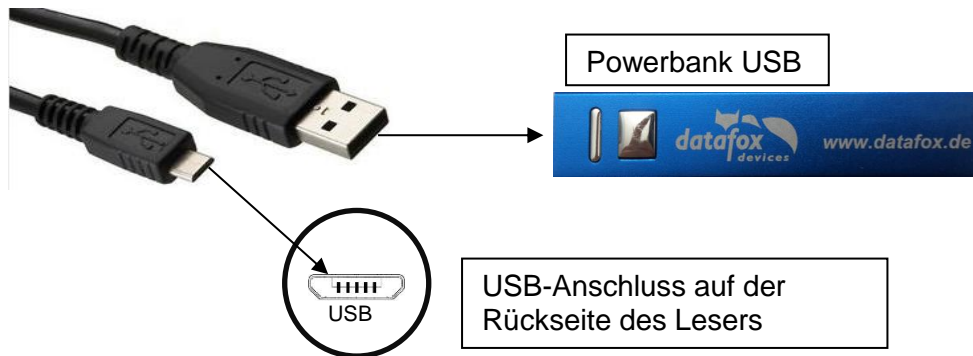 Powerbank USB
datafox
devices
www.datafox.de
USB
USB-Anschluss auf der
Rückseite des Lesers